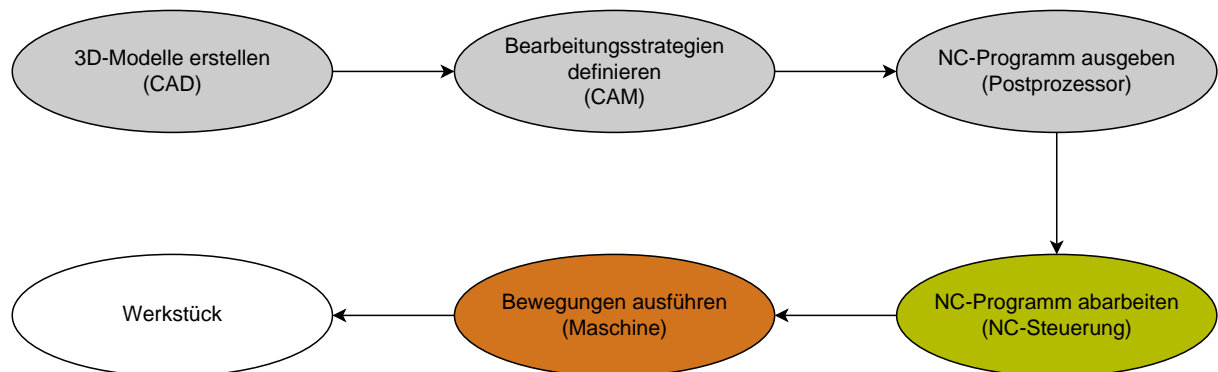 3D-Modelle erstellen
(CAD)
Bearbeitungsstrategien
definieren
(CAM)
NC-Programm ausgeben
(Postprozessor)
NC-Programm abarbeiten
(NC-Steuerung)
Bewegungen ausführen
(Maschine)
Werkstück